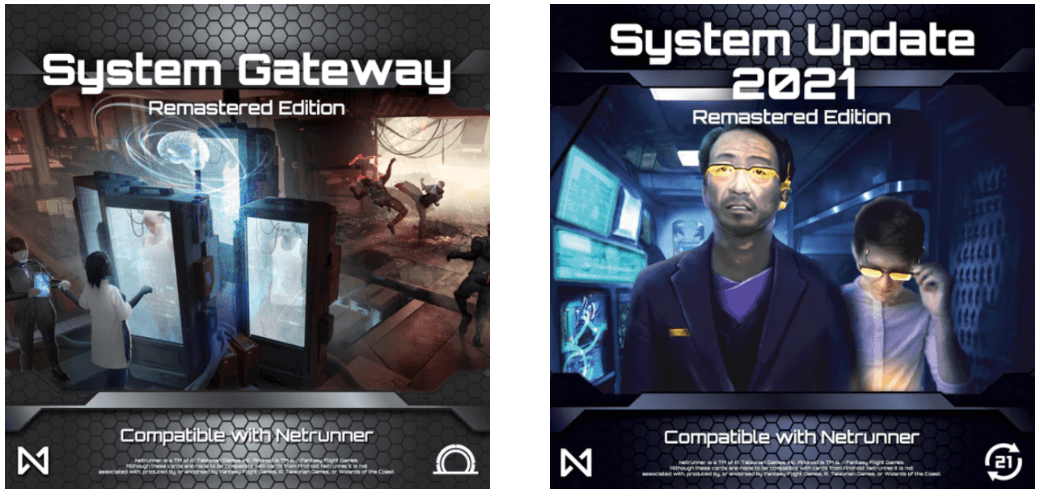 System Gateway
Remastered Edition
Compatible with Netrunner
Netrunner is a TM of R. Talsorian Games, Inc. Android is TM & © Fantasy Flight Games.
Although these cards are made to be compatible with cards from Android: Netrunner it is not
associated with, produced by, or endorsed by Fantasy Flight Games, R. Talsorian Games, or Wizards of the Coast.
System Update
2021
Remastered Edition
Compatible with Netrunner
Netrunner is a TM of R. Talsorian Games, Inc. Android is TM & © Fantasy Flight Games.
Although these cards are made to be compatible with cards from Android: Netrunner it is not
associated with, produced by, or endorsed by Fantasy Flight Games, R. Talsorian Games, or Wizards of the Coast.
21